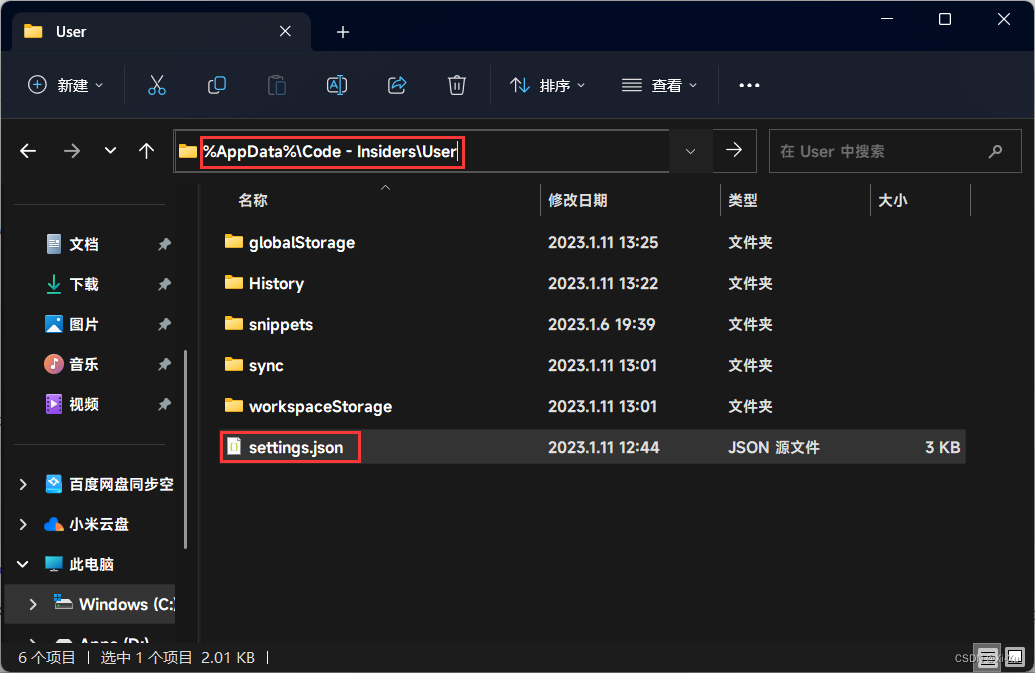 User
新建
排序
查看
%AppData%\Code - Insiders\User
在 User 中搜索
名称 修改日期 类型 大小
文档
下载
图片
音乐
视频
百度网盘同步空
小米云盘
此电脑
Windows (C:)
Apps (D:)
globalStorage 2023.1.11 13:25 文件夹
History 2023.1.11 13:22 文件夹
snippets 2023.1.6 19:39 文件夹
sync 2023.1.11 13:01 文件夹
workspaceStorage 2023.1.11 13:01 文件夹
settings.json 2023.1.11 12:44 JSON 源文件 3 KB
6 个项目 | 选中 1 个项目 2.01 KB |